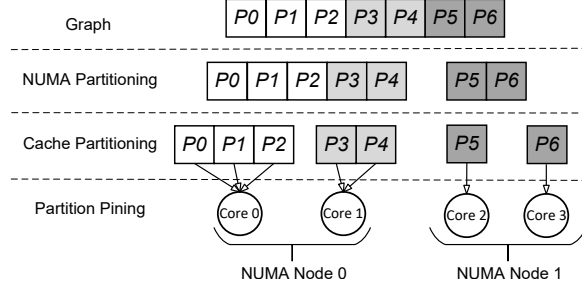 Graph P0 P1 P2 P3 P4 P5 P6
NUMA Partitioning P0 P1 P2 P3 P4 P5 P6
Cache Partitioning P0 P1 P2 P3 P4 P5 P6
Partition Pining Core 0 Core 1 Core 2 Core 3
NUMA Node 0 NUMA Node 1